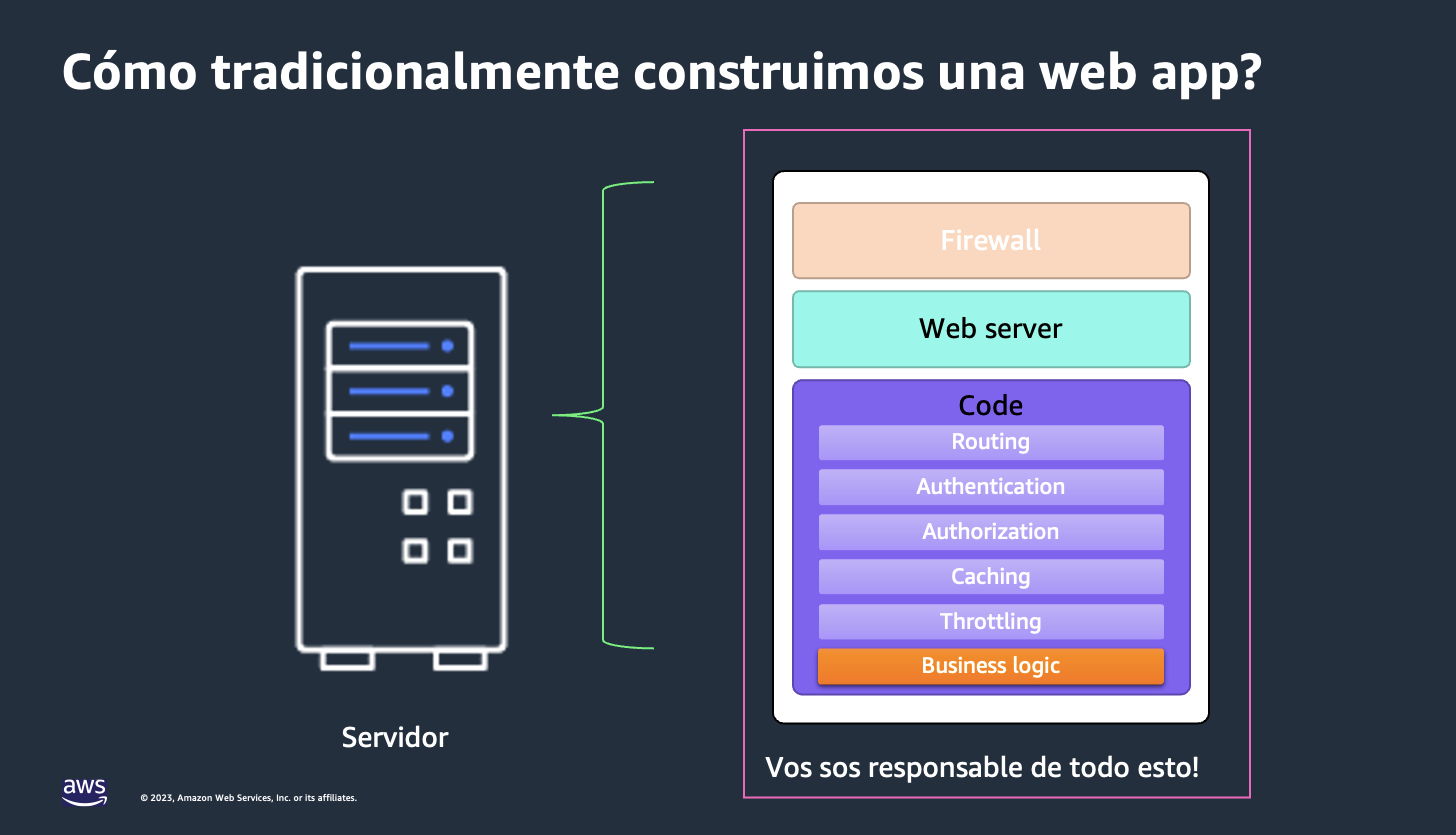 Cómo tradicionalmente construimos una web app?
Firewall
Web server
Code
Routing
Authentication
Authorization
Caching
Throttling
Business logic
Servidor
Vos sos responsable de todo esto!
aws
© 2023, Amazon Web Services, Inc. or its affiliates.